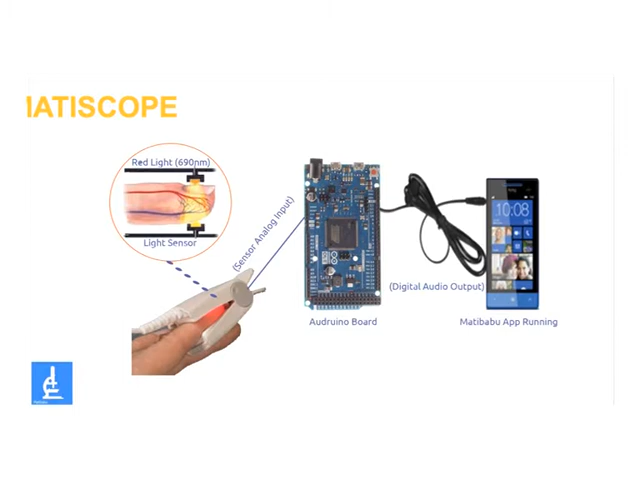 IATISCOPE
Red Light (690nm)
Light Sensor
(Sensor Analog Input)
10:08
(Digital Audio Output)
Audruino Board
Matibabu App Running